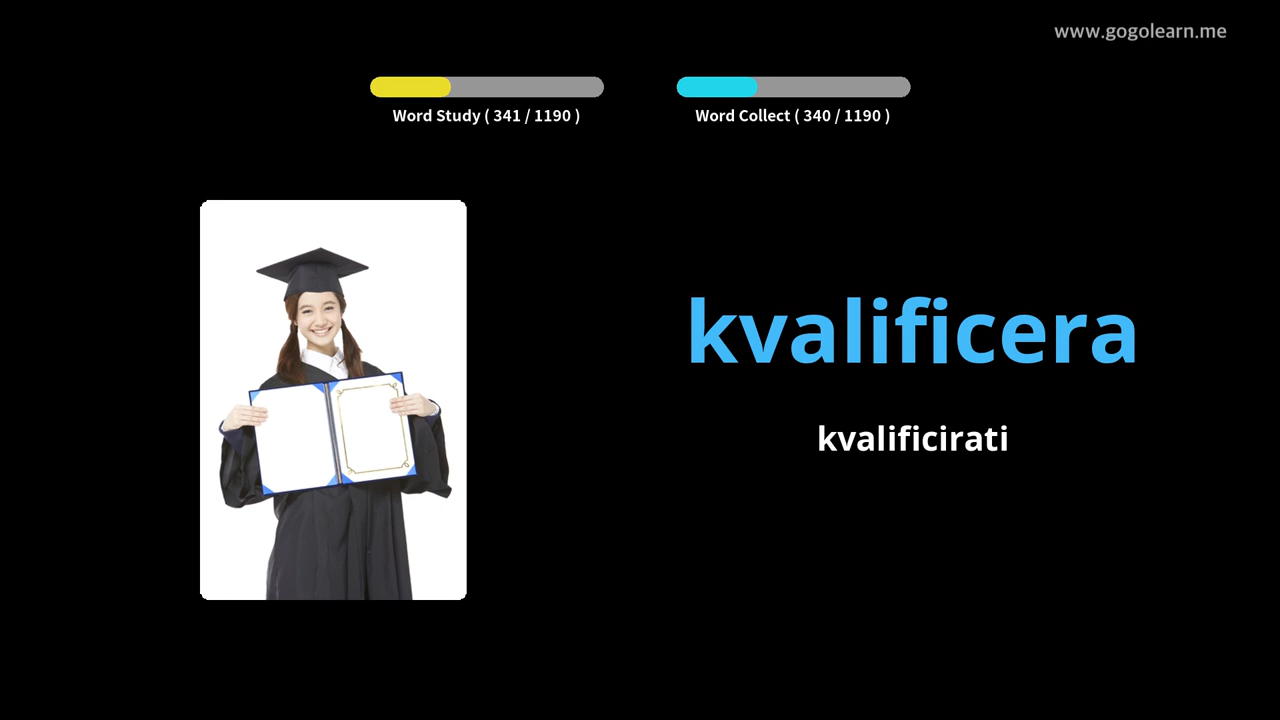 www.gogolearn.me
Word Study ( 341 / 1190 )
Word Collect ( 340 / 1190 )
kvalificera
kvalificirati